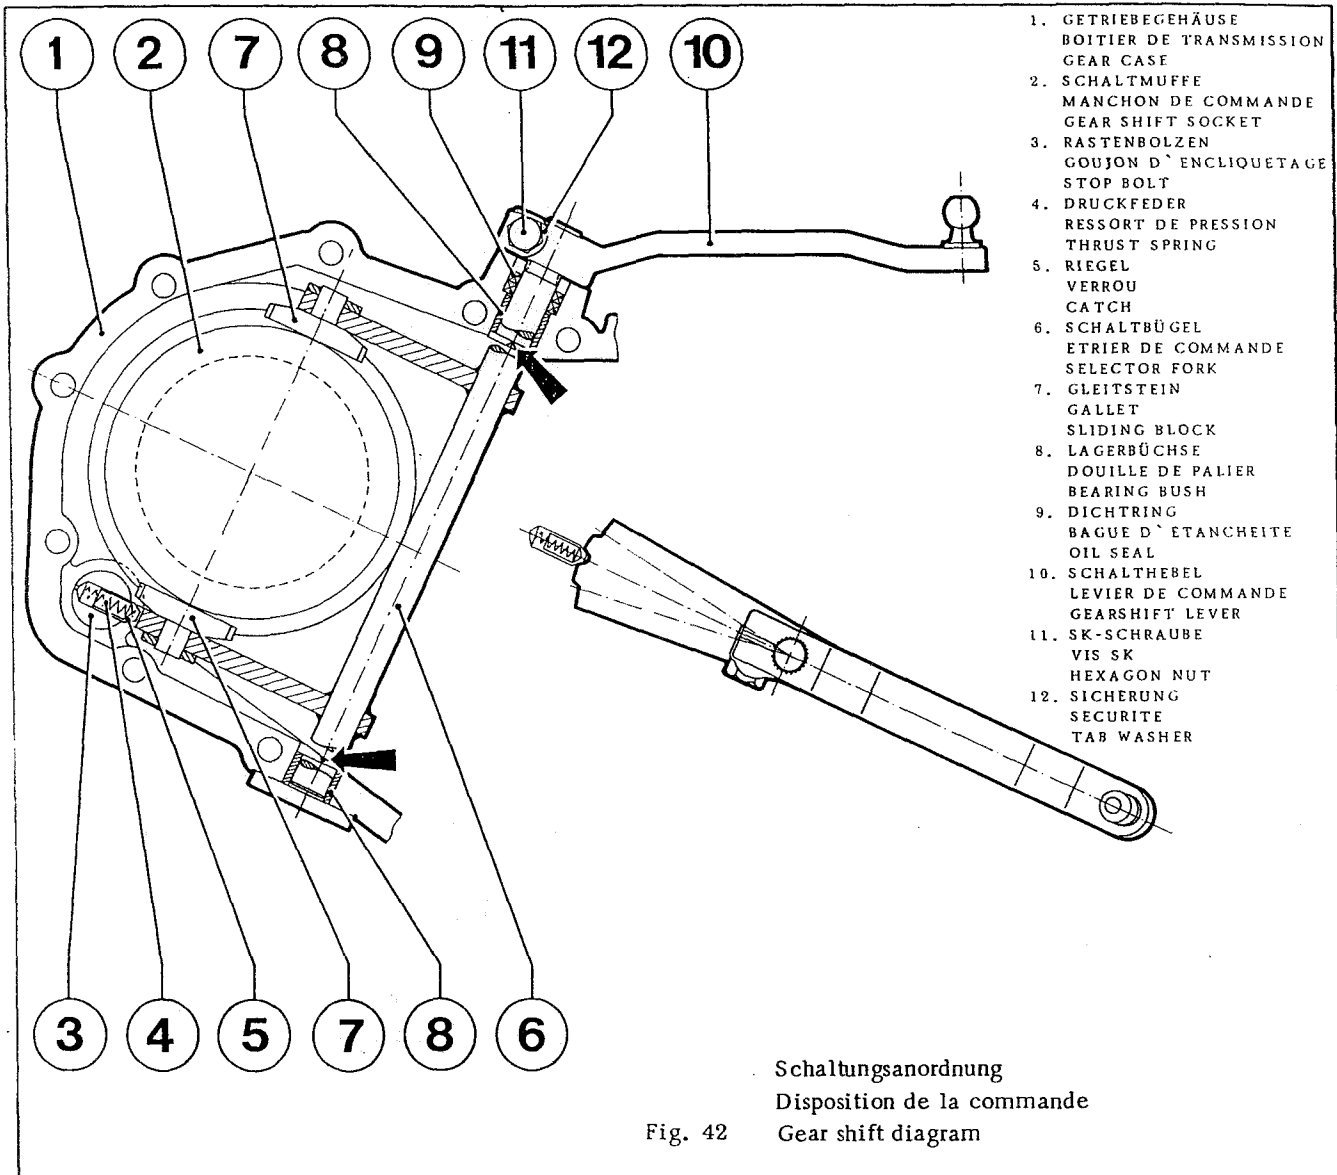 1 2 7 8 9 11 12 10
1. GETRIEBEGEHÄUSE
BOITIER DE TRANSMISSION
GEAR CASE
2. SCHALTMUFFE
MANCHON DE COMMANDE
GEAR SHIFT SOCKET
3. RASTENBOLZEN
GOUJON D`ENCLIQUETAGE
STOP BOLT
4. DRUCKFEDER
RESSORT DE PRESSION
THRUST SPRING
5. RIEGEL
VERROU
CATCH
6. SCHALTBÜGEL
ETRIER DE COMMANDE
SELECTOR FORK
7. GLEITSTEIN
GALLET
SLIDING BLOCK
8. LAGERBÜCHSE
DOUILLE DE PALIER
BEARING BUSH
9. DICHTRING
BAGUE D`ETANCHEITE
OIL SEAL
10. SCHALTHEBEL
LEVIER DE COMMANDE
GEARSHIFT LEVER
11. SK-SCHRAUBE
VIS SK
HEXAGON NUT
12. SICHERUNG
SECURITE
TAB WASHER
3 4 5 7 8 6
Schaltungsanordnung
Disposition de la commande
Fig. 42 Gear shift diagram